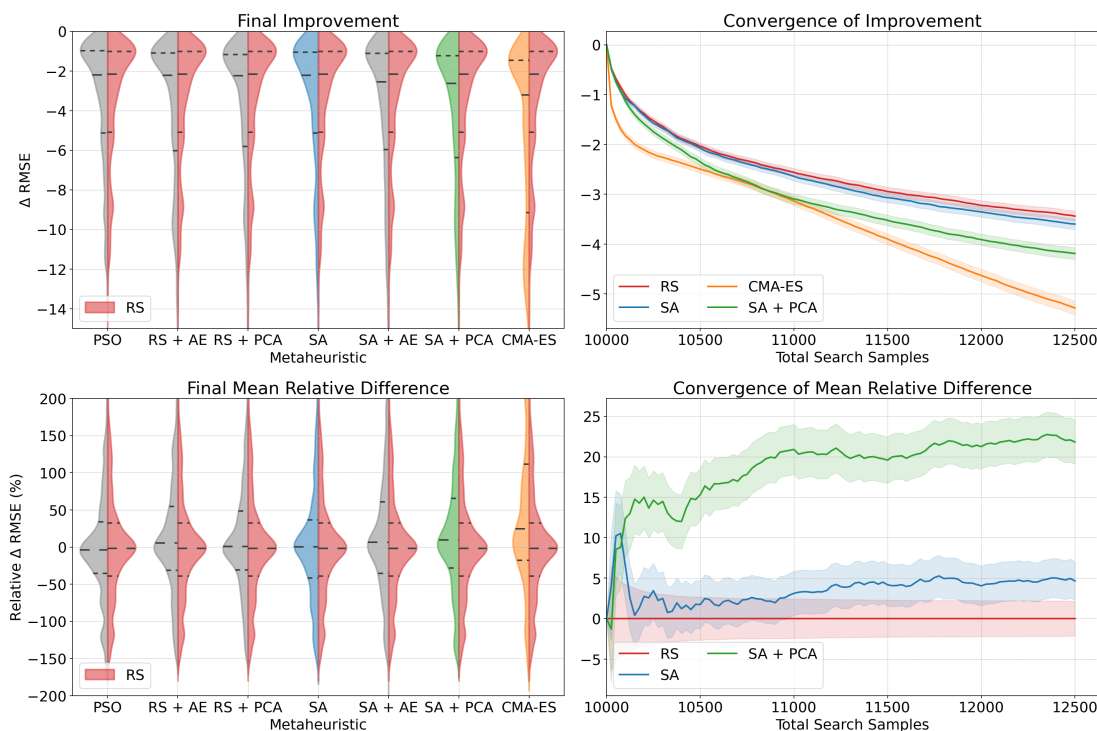 Final Improvement
Δ RMSE
0
−2
−4
−6
−8
−10
−12
−14
RS
PSO
RS + AE
RS + PCA
SA
SA + AE
SA + PCA
CMA-ES
Metaheuristic
Convergence of Improvement
0
−1
−2
−3
−4
−5
RS
SA
CMA-ES
SA + PCA
10000
10500
11000
11500
12000
12500
Total Search Samples
Final Mean Relative Difference
Relative Δ RMSE (%)
200
150
100
50
0
−50
−100
−150
−200
RS
PSO
RS + AE
RS + PCA
SA
SA + AE
SA + PCA
CMA-ES
Metaheuristic
Convergence of Mean Relative Difference
25
20
15
10
5
0
−5
RS
SA
SA + PCA
10000
10500
11000
11500
12000
12500
Total Search Samples